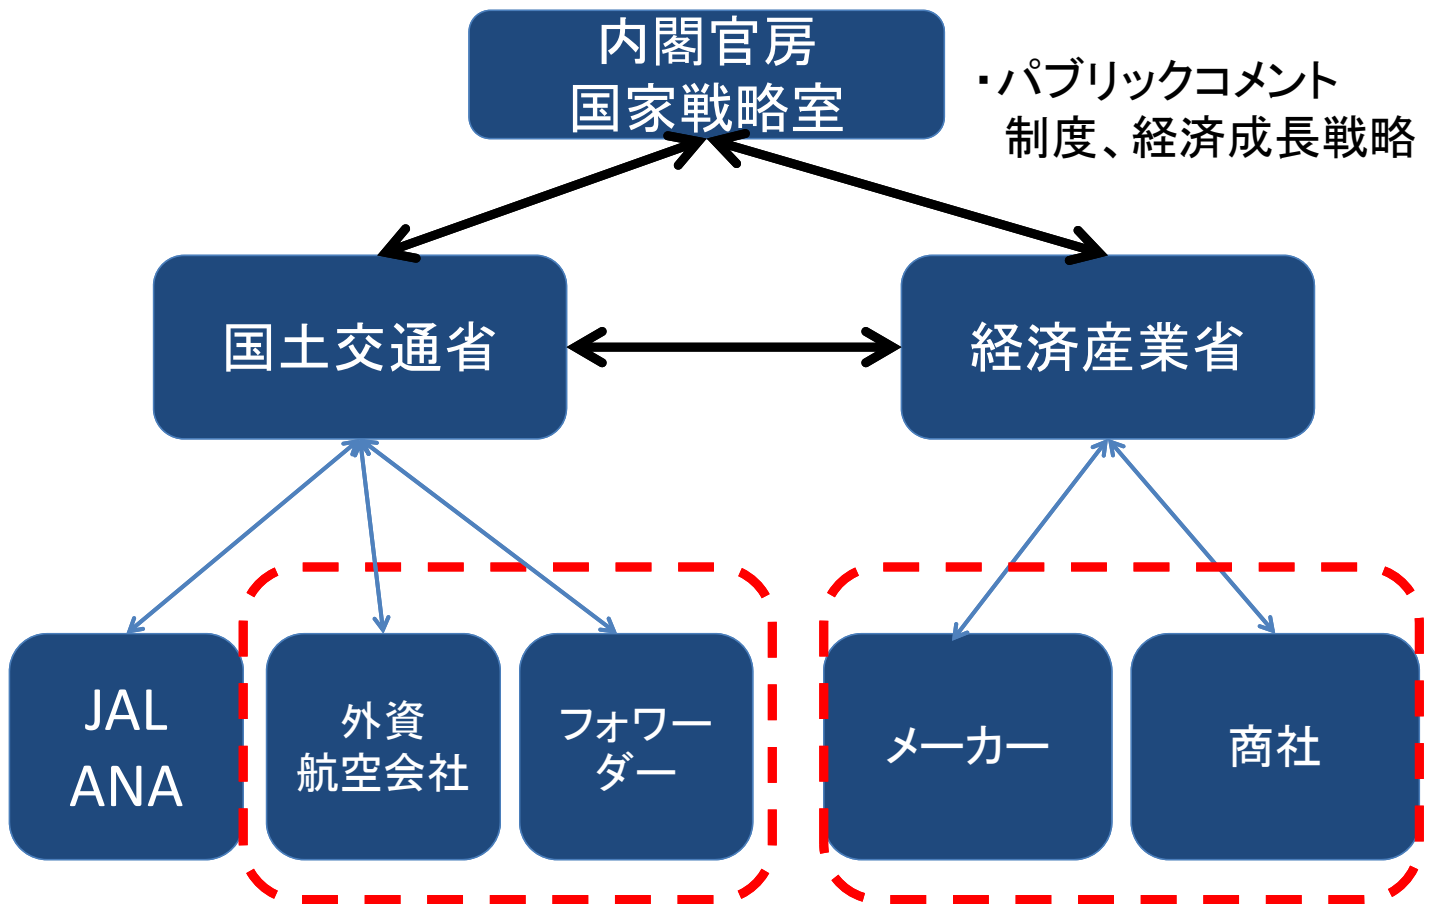 内閣官房
国家戦略室
・パブリックコメント
制度、経済成長戦略
国土交通省
経済産業省
JAL
ANA
外資
航空会社
フォワー
ダー
メーカー
商社